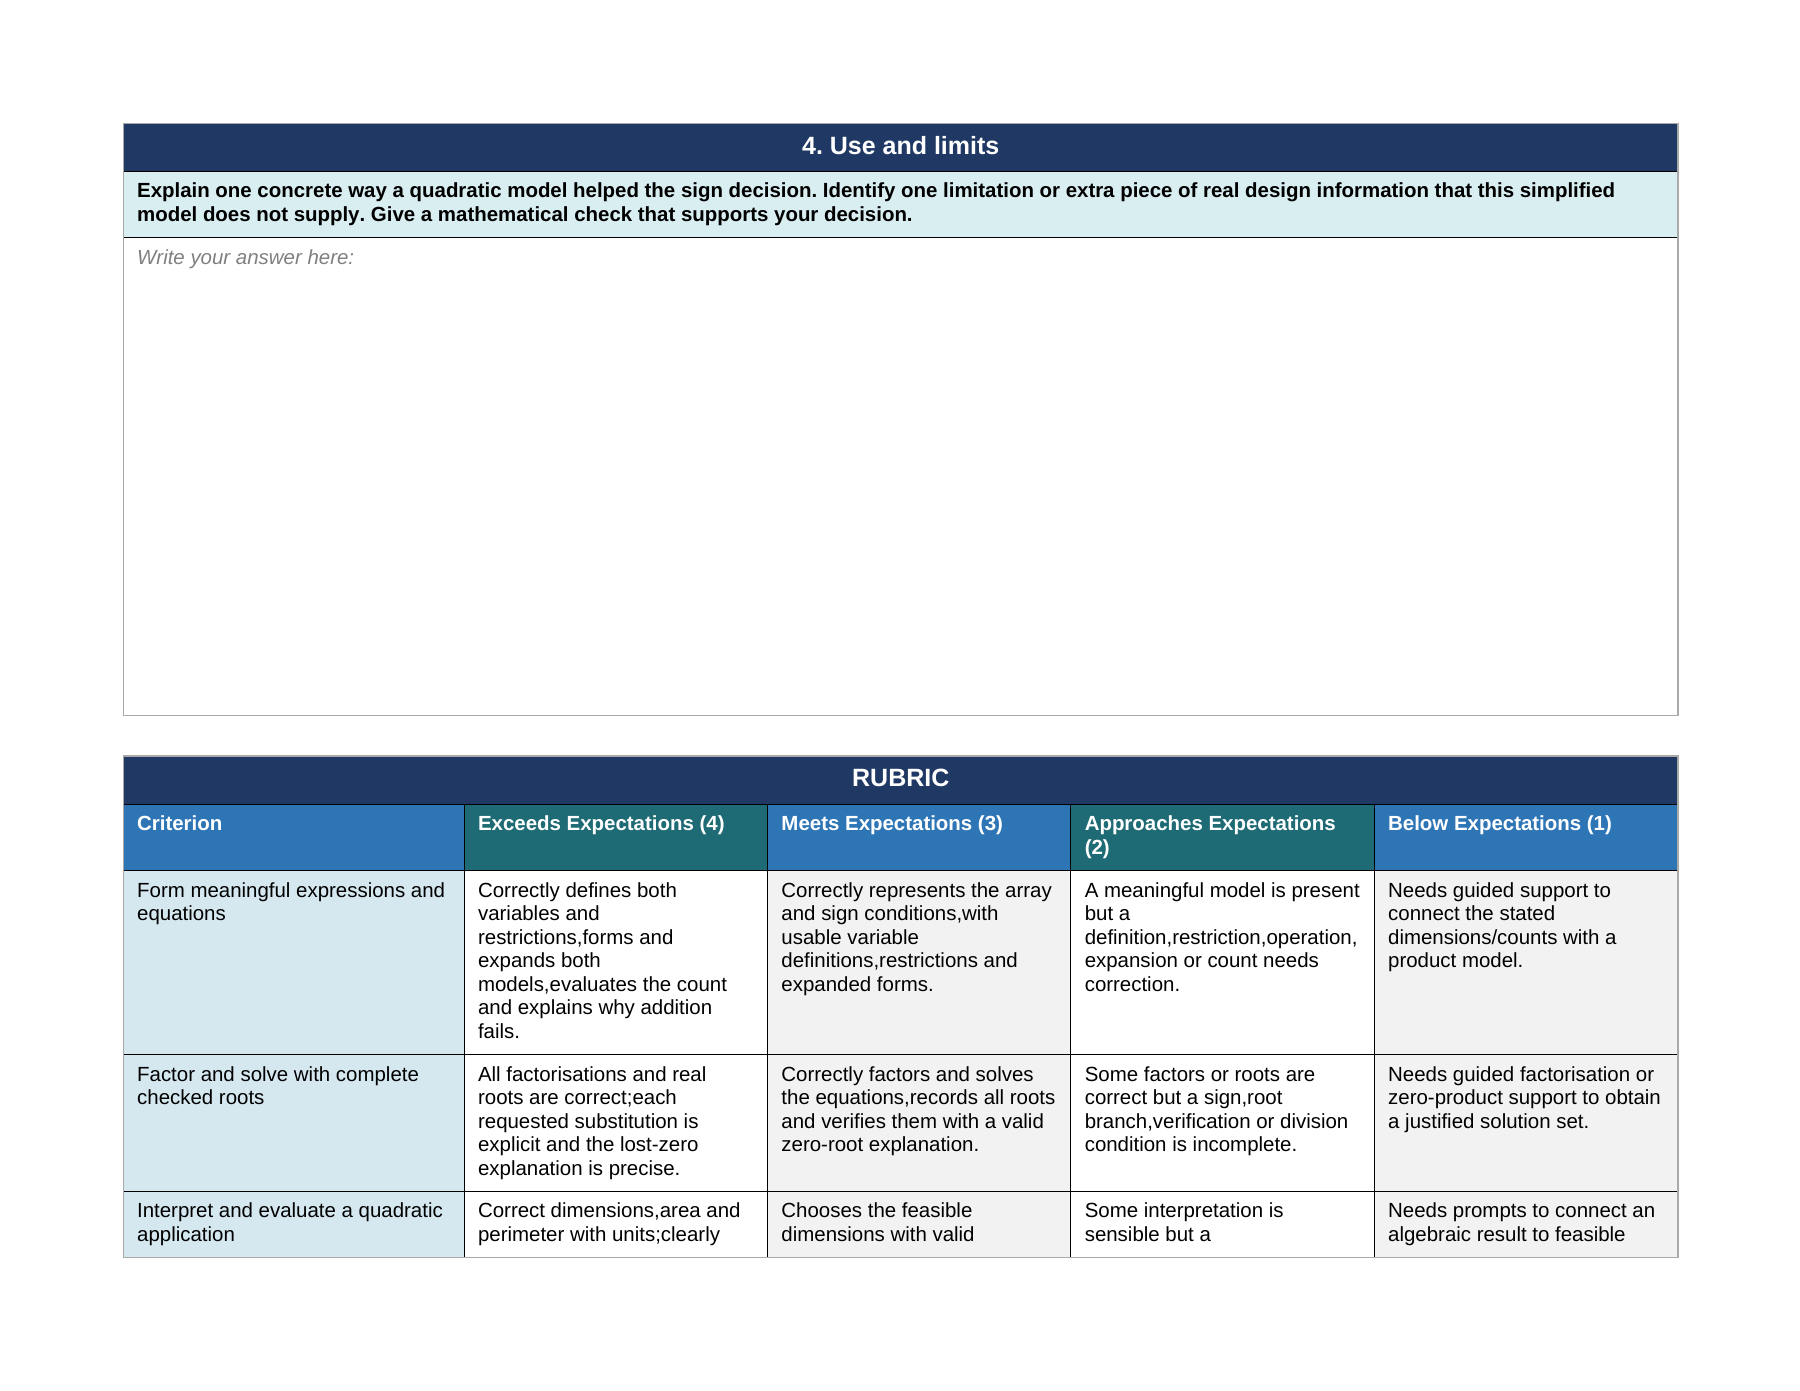 4. Use and limits
Explain one concrete way a quadratic model helped the sign decision. Identify one limitation or extra piece of real design information that this simplified
model does not supply. Give a mathematical check that supports your decision.
Write your answer here:
RUBRIC
Criterion
Exceeds Expectations (4)
Meets Expectations (3)
Approaches Expectations
(2)
Below Expectations (1)
Form meaningful expressions and
equations
Correctly defines both
variables and
restrictions,forms and
expands both
models,evaluates the count
and explains why addition
fails.
Correctly represents the array
and sign conditions,with
usable variable
definitions,restrictions and
expanded forms.
A meaningful model is present
but a
definition,restriction,operation,
expansion or count needs
correction.
Needs guided support to
connect the stated
dimensions/counts with a
product model.
Factor and solve with complete
checked roots
All factorisations and real
roots are correct;each
requested substitution is
explicit and the lost-zero
explanation is precise.
Correctly factors and solves
the equations,records all roots
and verifies them with a valid
zero-root explanation.
Some factors or roots are
correct but a sign,root
branch,verification or division
condition is incomplete.
Needs guided factorisation or
zero-product support to obtain
a justified solution set.
Interpret and evaluate a quadratic
application
Correct dimensions,area and
perimeter with units;clearly
Chooses the feasible
dimensions with valid
Some interpretation is
sensible but a
Needs prompts to connect an
algebraic result to feasible